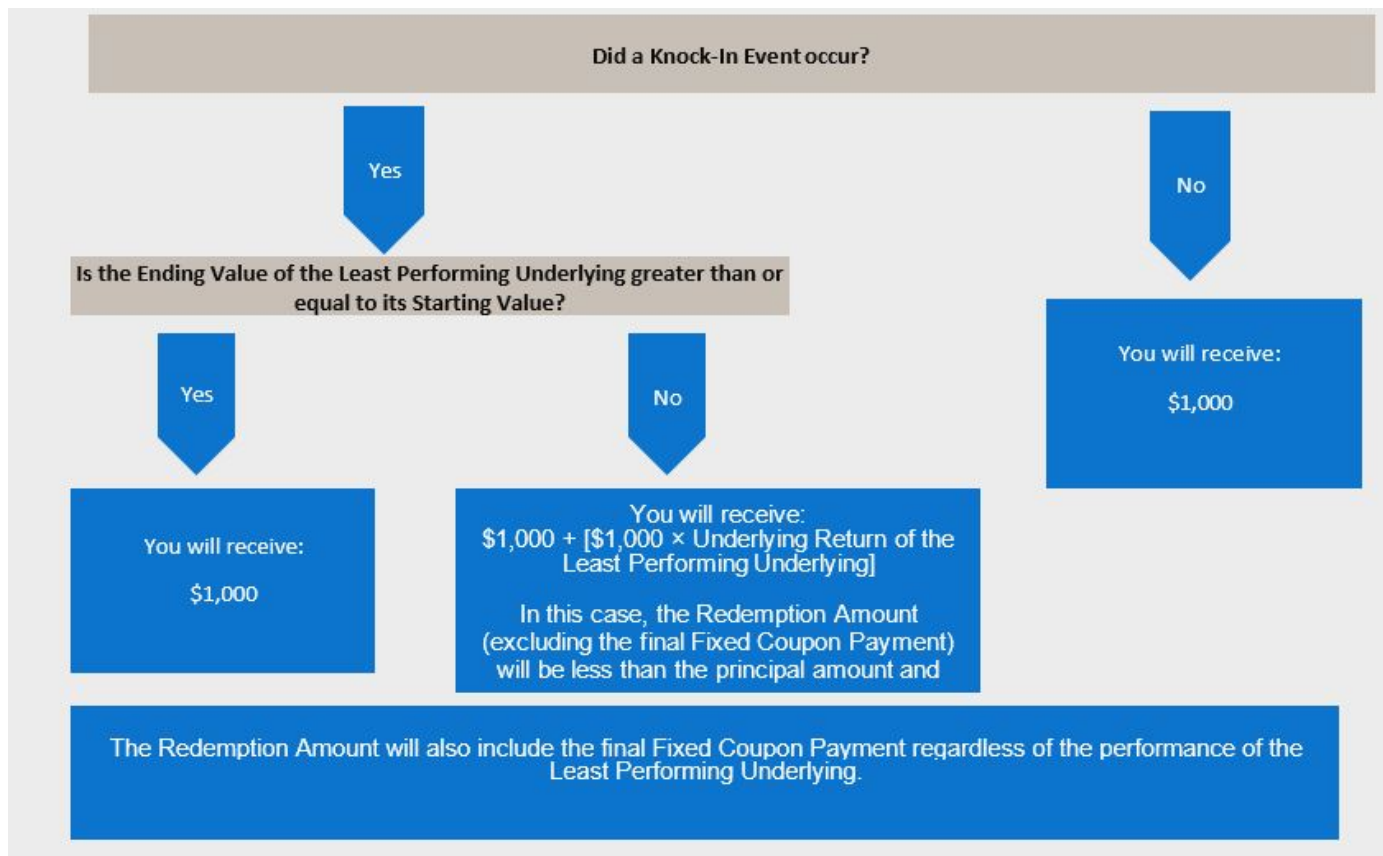 Did a Knock-In Event occur?
Yes
No
Is the Ending Value of the Least Performing Underlying greater than or
equal to its Starting Value?
You will receive:
$1,000
Yes
No
You will receive:
$1,000
You will receive:
$1,000 + [$1,000 × Underlying Return of the
Least Performing Underlying]
In this case, the Redemption Amount
(excluding the final Fixed Coupon Payment)
will be less than the principal amount and
The Redemption Amount will also include the final Fixed Coupon Payment regardless of the performance of the
Least Performing Underlying.